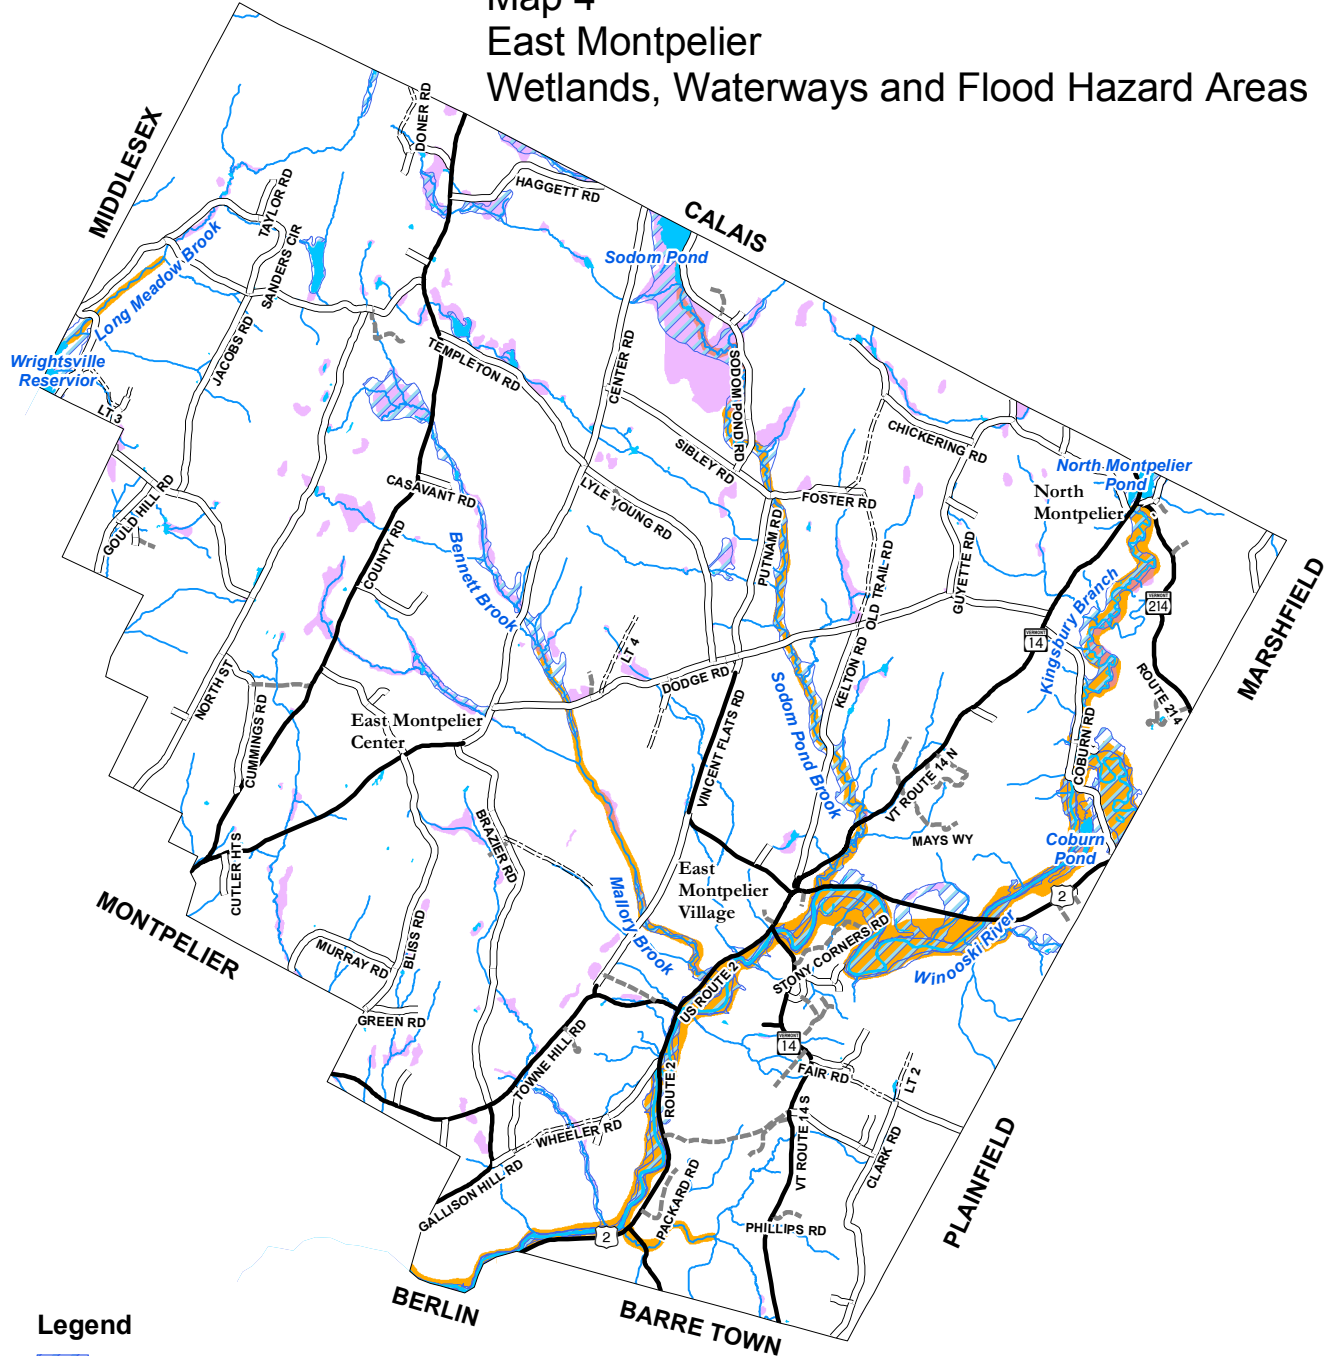 Map 4
East Montpelier
Wetlands, Waterways and Flood Hazard Areas
DONER RD
MIDDLESEX
HAGGETT RD
TAYLOR RD
CALAIS
SANDERS CIR
Long Meadow Brook
Sodom Pond
JACOBS RD
TEMPLETON RD
CENTER RD
SODOM POND RD
Wrightsville
Reservior
LT 3
CHICKERING RD
SIBLEY RD
North Montpelier
Pond
North
Montpelier
CASAVANT RD
LYLE YOUNG RD
FOSTER RD
GOULD HILL RD
COUNTY RD
PUTNAM RD
OLD TRAIL RD
GUYETTE RD
Bennett Brook
Kingsbury Branch
VERMONT
214
VERMONT
14
MARSHFIELD
LT 4
DODGE RD
KELTON RD
ROUTE 214
NORTH ST
CUMMINGS RD
East Montpelier
Center
VINCENT FLATS RD
Sodom Pond Brook
COBURN RD
VT ROUTE 14 N
MAYS WY
BRAZIER RD
Coburn
Pond
CUTLER HTS
East
Montpelier
Village
2
Mallory Brook
MONTPELIER
MURRAY RD
BLISS RD
STONY CORNERS RD
Winooski River
US ROUTE 2
GREEN RD
TOWNE HILL RD
VERMONT
14
FAIR RD
LT 2
ROUTE 2
WHEELER RD
VT ROUTE 14 S
CLARK RD
GALLISON HILL RD
PACKARD RD
PHILLIPS RD
PLAINFIELD
2
BERLIN
BARRE TOWN
Legend